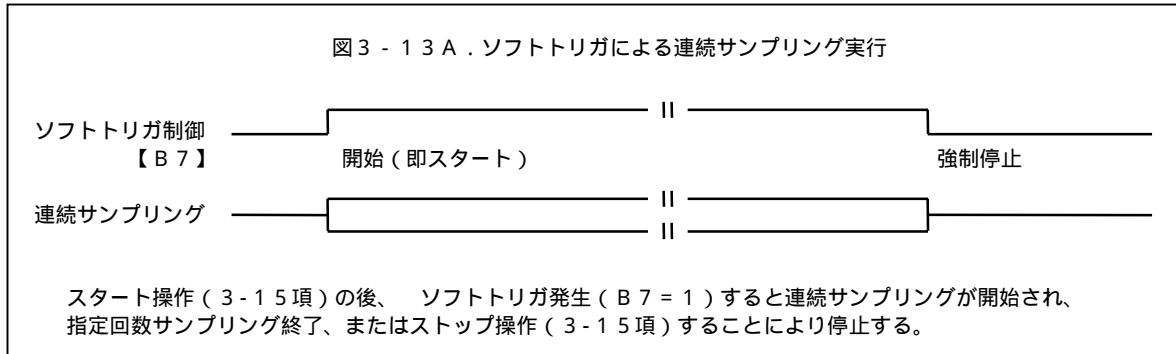 図3-13A．ソフトトリガによる連続サンプリング実行
ソフトトリガ制御
【B7】
開始（即スタート）
強制停止
連続サンプリング
スタート操作（3-15項）の後、　ソフトトリガ発生（B7=1）すると連続サンプリングが開始され、
指定回数サンプリング終了、またはストップ操作（3-15項）することにより停止する。